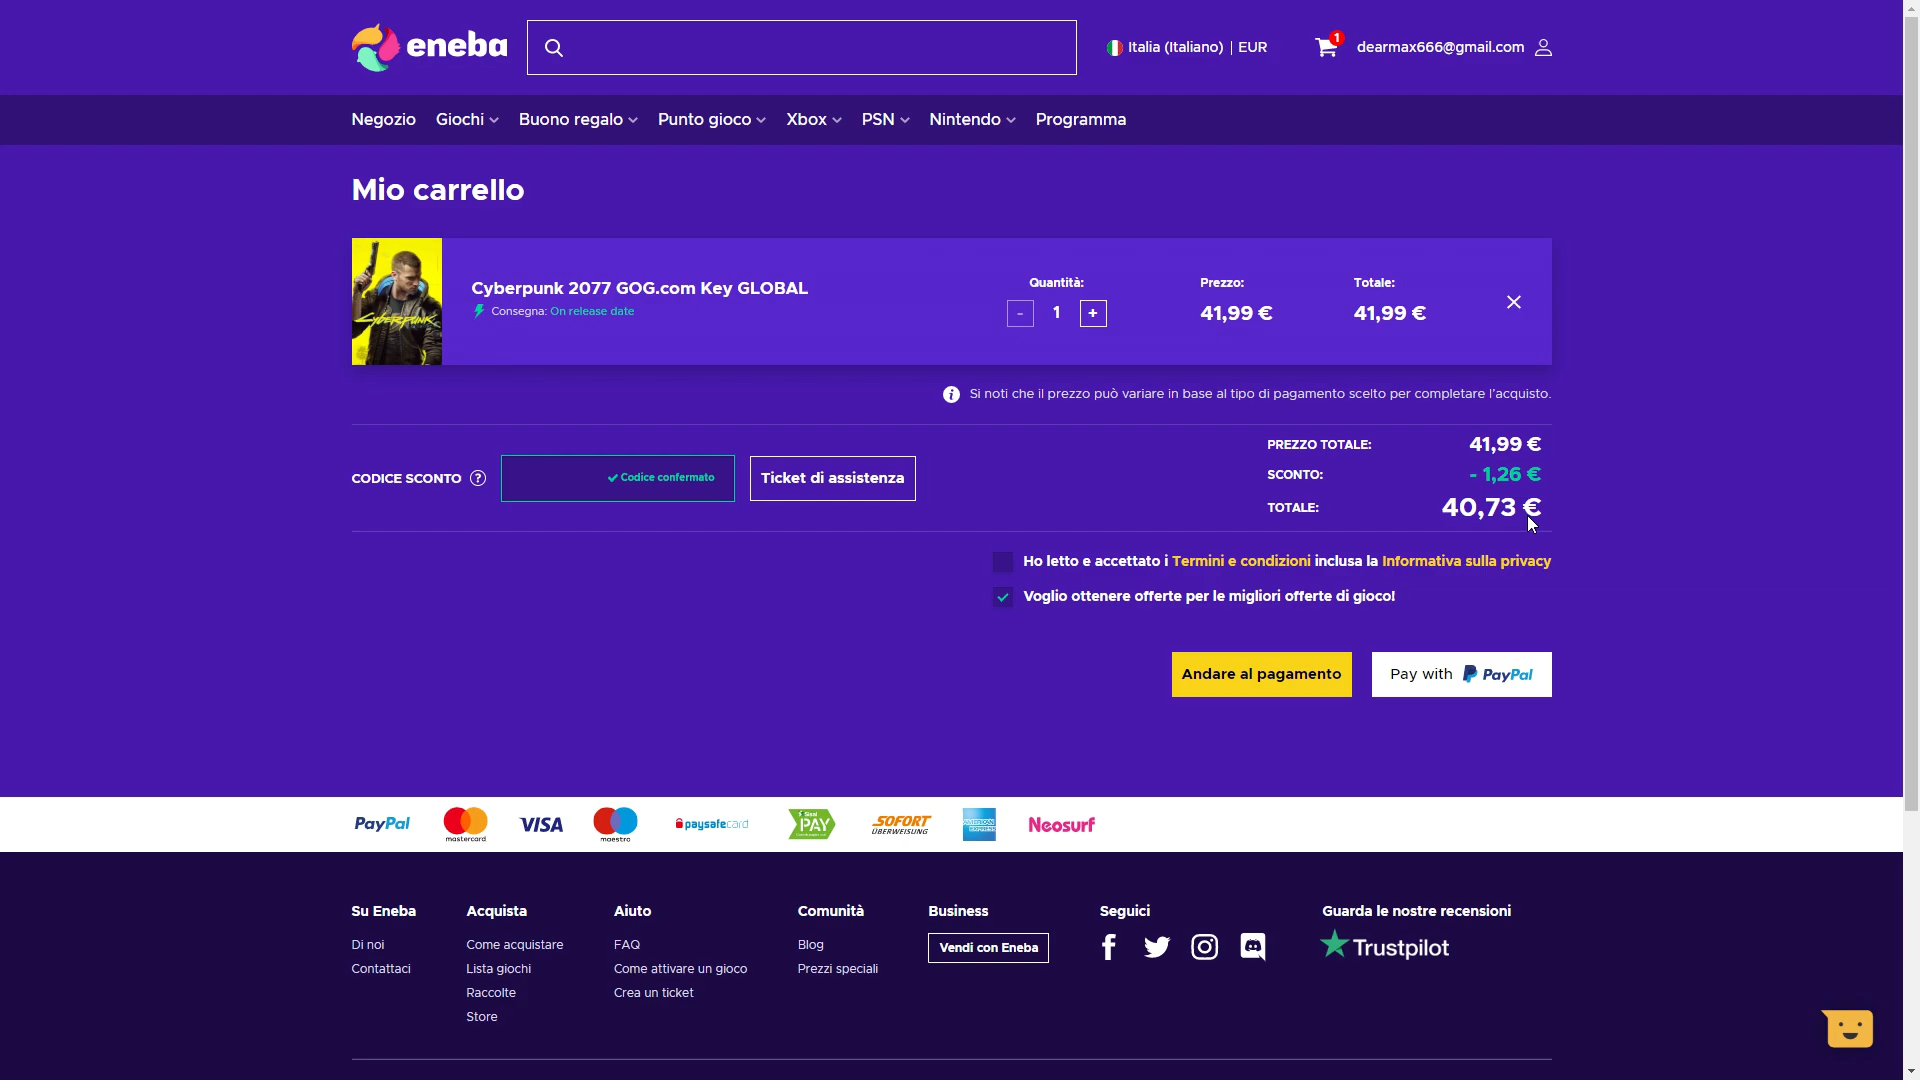 eneba
Italia (Italiano) | EUR
1
dearmax666@gmail.com
Negozio Giochi Buono regalo Punto gioco Xbox PSN Nintendo Programma
Mio carrello
CYBERPUNK
Cyberpunk 2077 GOG.com Key GLOBAL
Consegna: On release date
Quantità:
- 1 +
Prezzo:
41,99 €
Totale:
41,99 €
Si noti che il prezzo può variare in base al tipo di pagamento scelto per completare l'acquisto.
CODICE SCONTO ?
Codice confermato
Ticket di assistenza
PREZZO TOTALE: 41,99 €
SCONTO: - 1,26 €
TOTALE: 40,73 €
Ho letto e accettato i Termini e condizioni inclusa la Informativa sulla privacy
Voglio ottenere offerte per le migliori offerte di gioco!
Andare al pagamento
Pay with PayPal
PayPal mastercard VISA maestro paysafecard PAY SOFORT ÜBERWEISUNG AMERICAN EXPRESS Neosurf
Su Eneba
Di noi
Contattaci
Acquista
Come acquistare
Lista giochi
Raccolte
Store
Aiuto
FAQ
Come attivare un gioco
Crea un ticket
Comunità
Blog
Prezzi speciali
Business
Vendi con Eneba
Seguici
Guarda le nostre recensioni
Trustpilot